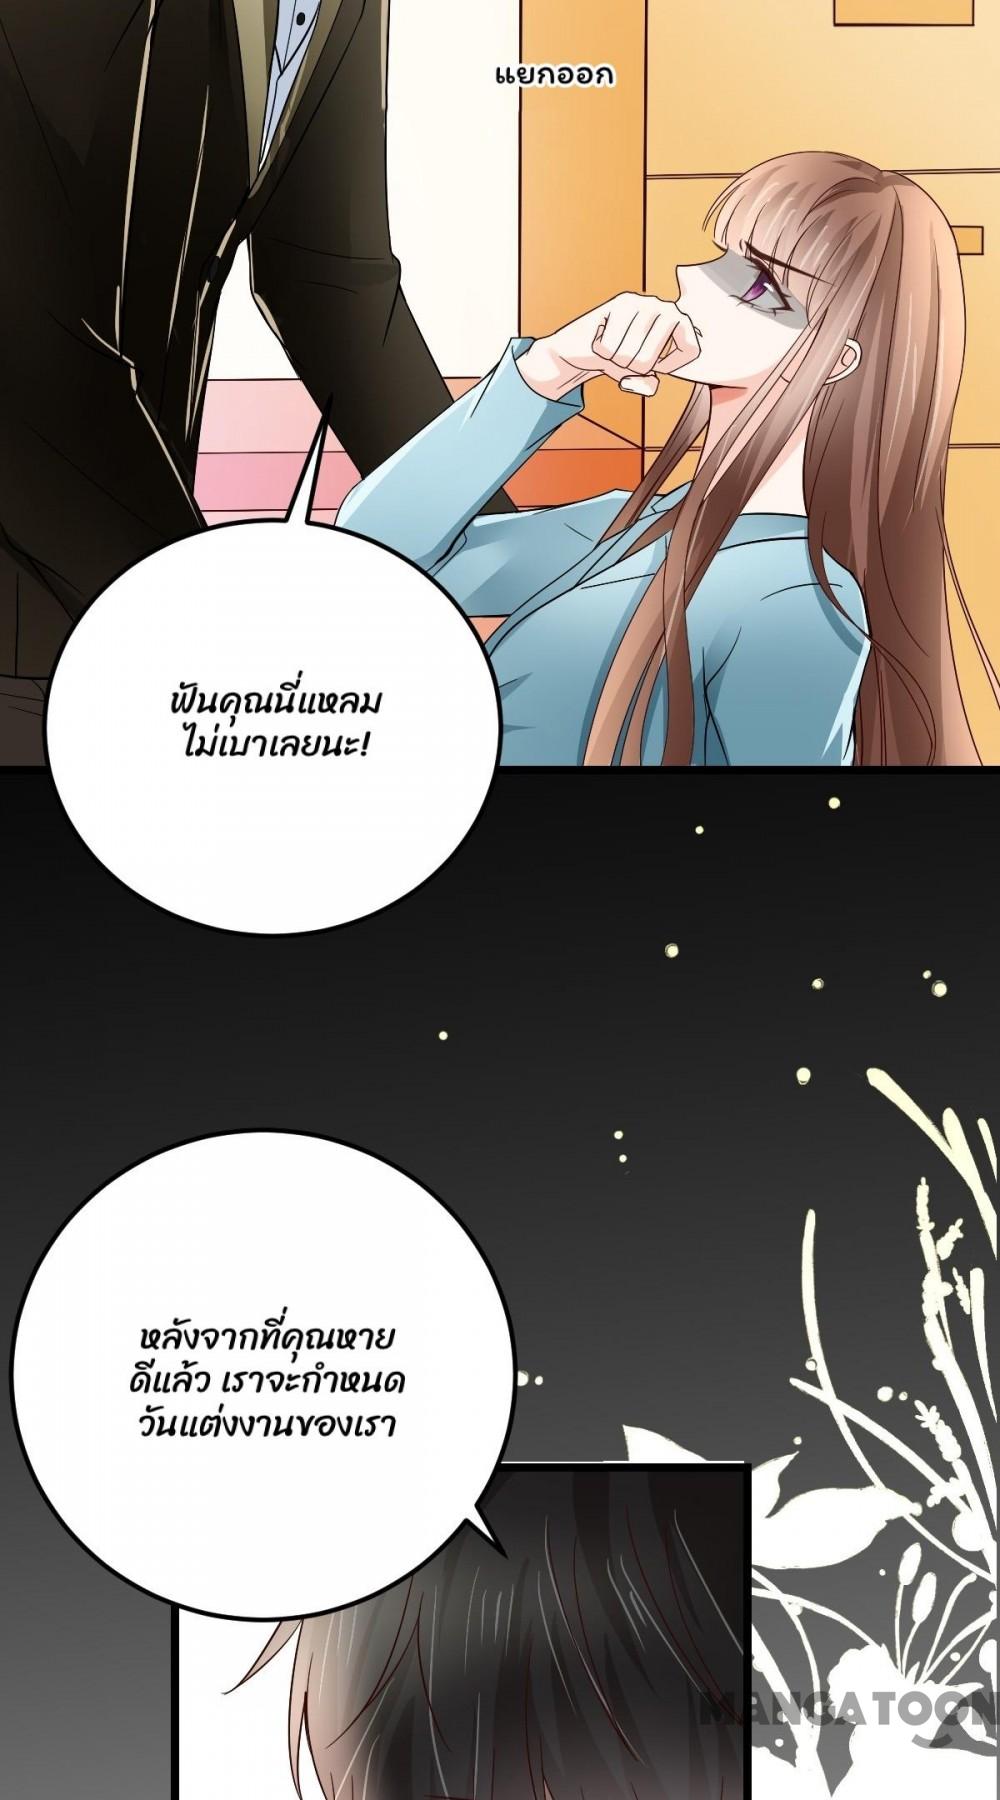 แยกออก
ฟันคุณนี่แหลม
ไม่เบาเลยนะ!
หลังจากที่คุณหาย
ดีแล้ว เราจะกำหนด
วันแต่งงานของเรา
MANGATOON